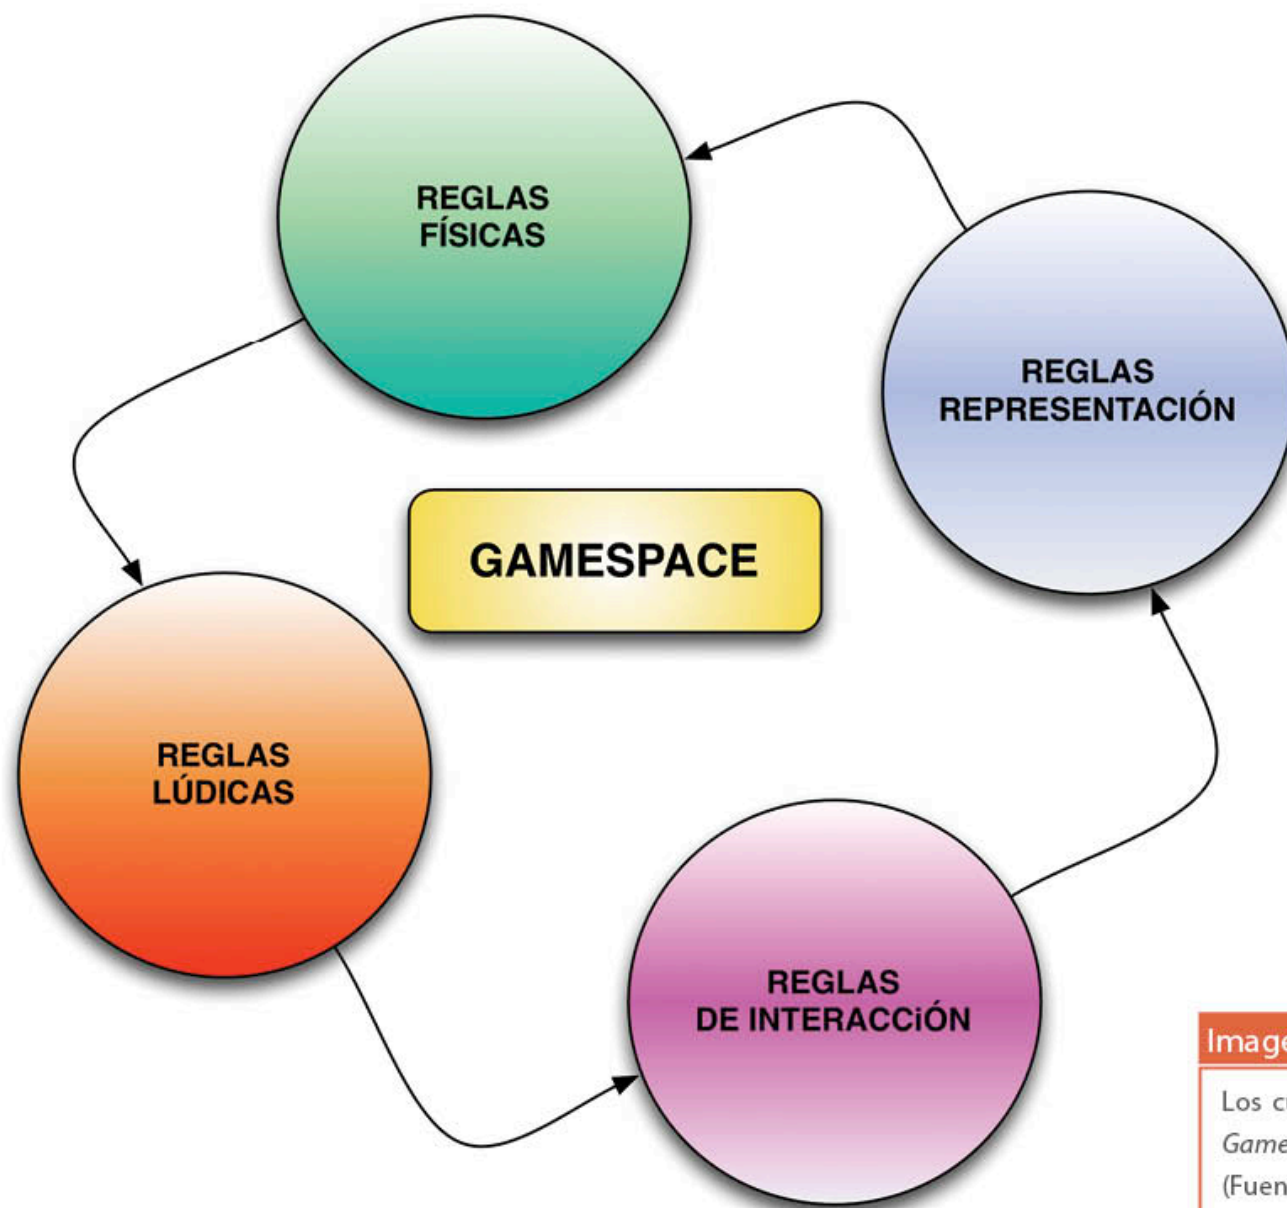 REGLAS
FÍSICAS
REGLAS
REPRESENTACIÓN
GAMESPACE
REGLAS
LÚDICAS
REGLAS
DE INTERACCiÓN
Los